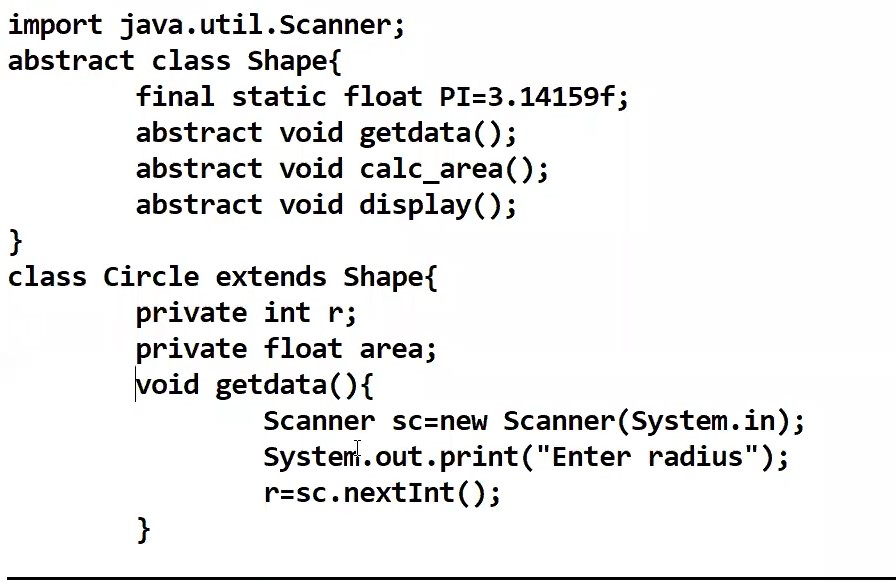 import java.util.Scanner;
abstract class Shape{
final static float PI=3.14159f;
abstract void getdata();
abstract void calc_area();
abstract void display();
}
class Circle extends Shape{
private int r;
private float area;
void getdata(){
Scanner sc=new Scanner(System.in);
System.out.print("Enter radius");
r=sc.nextInt();
}